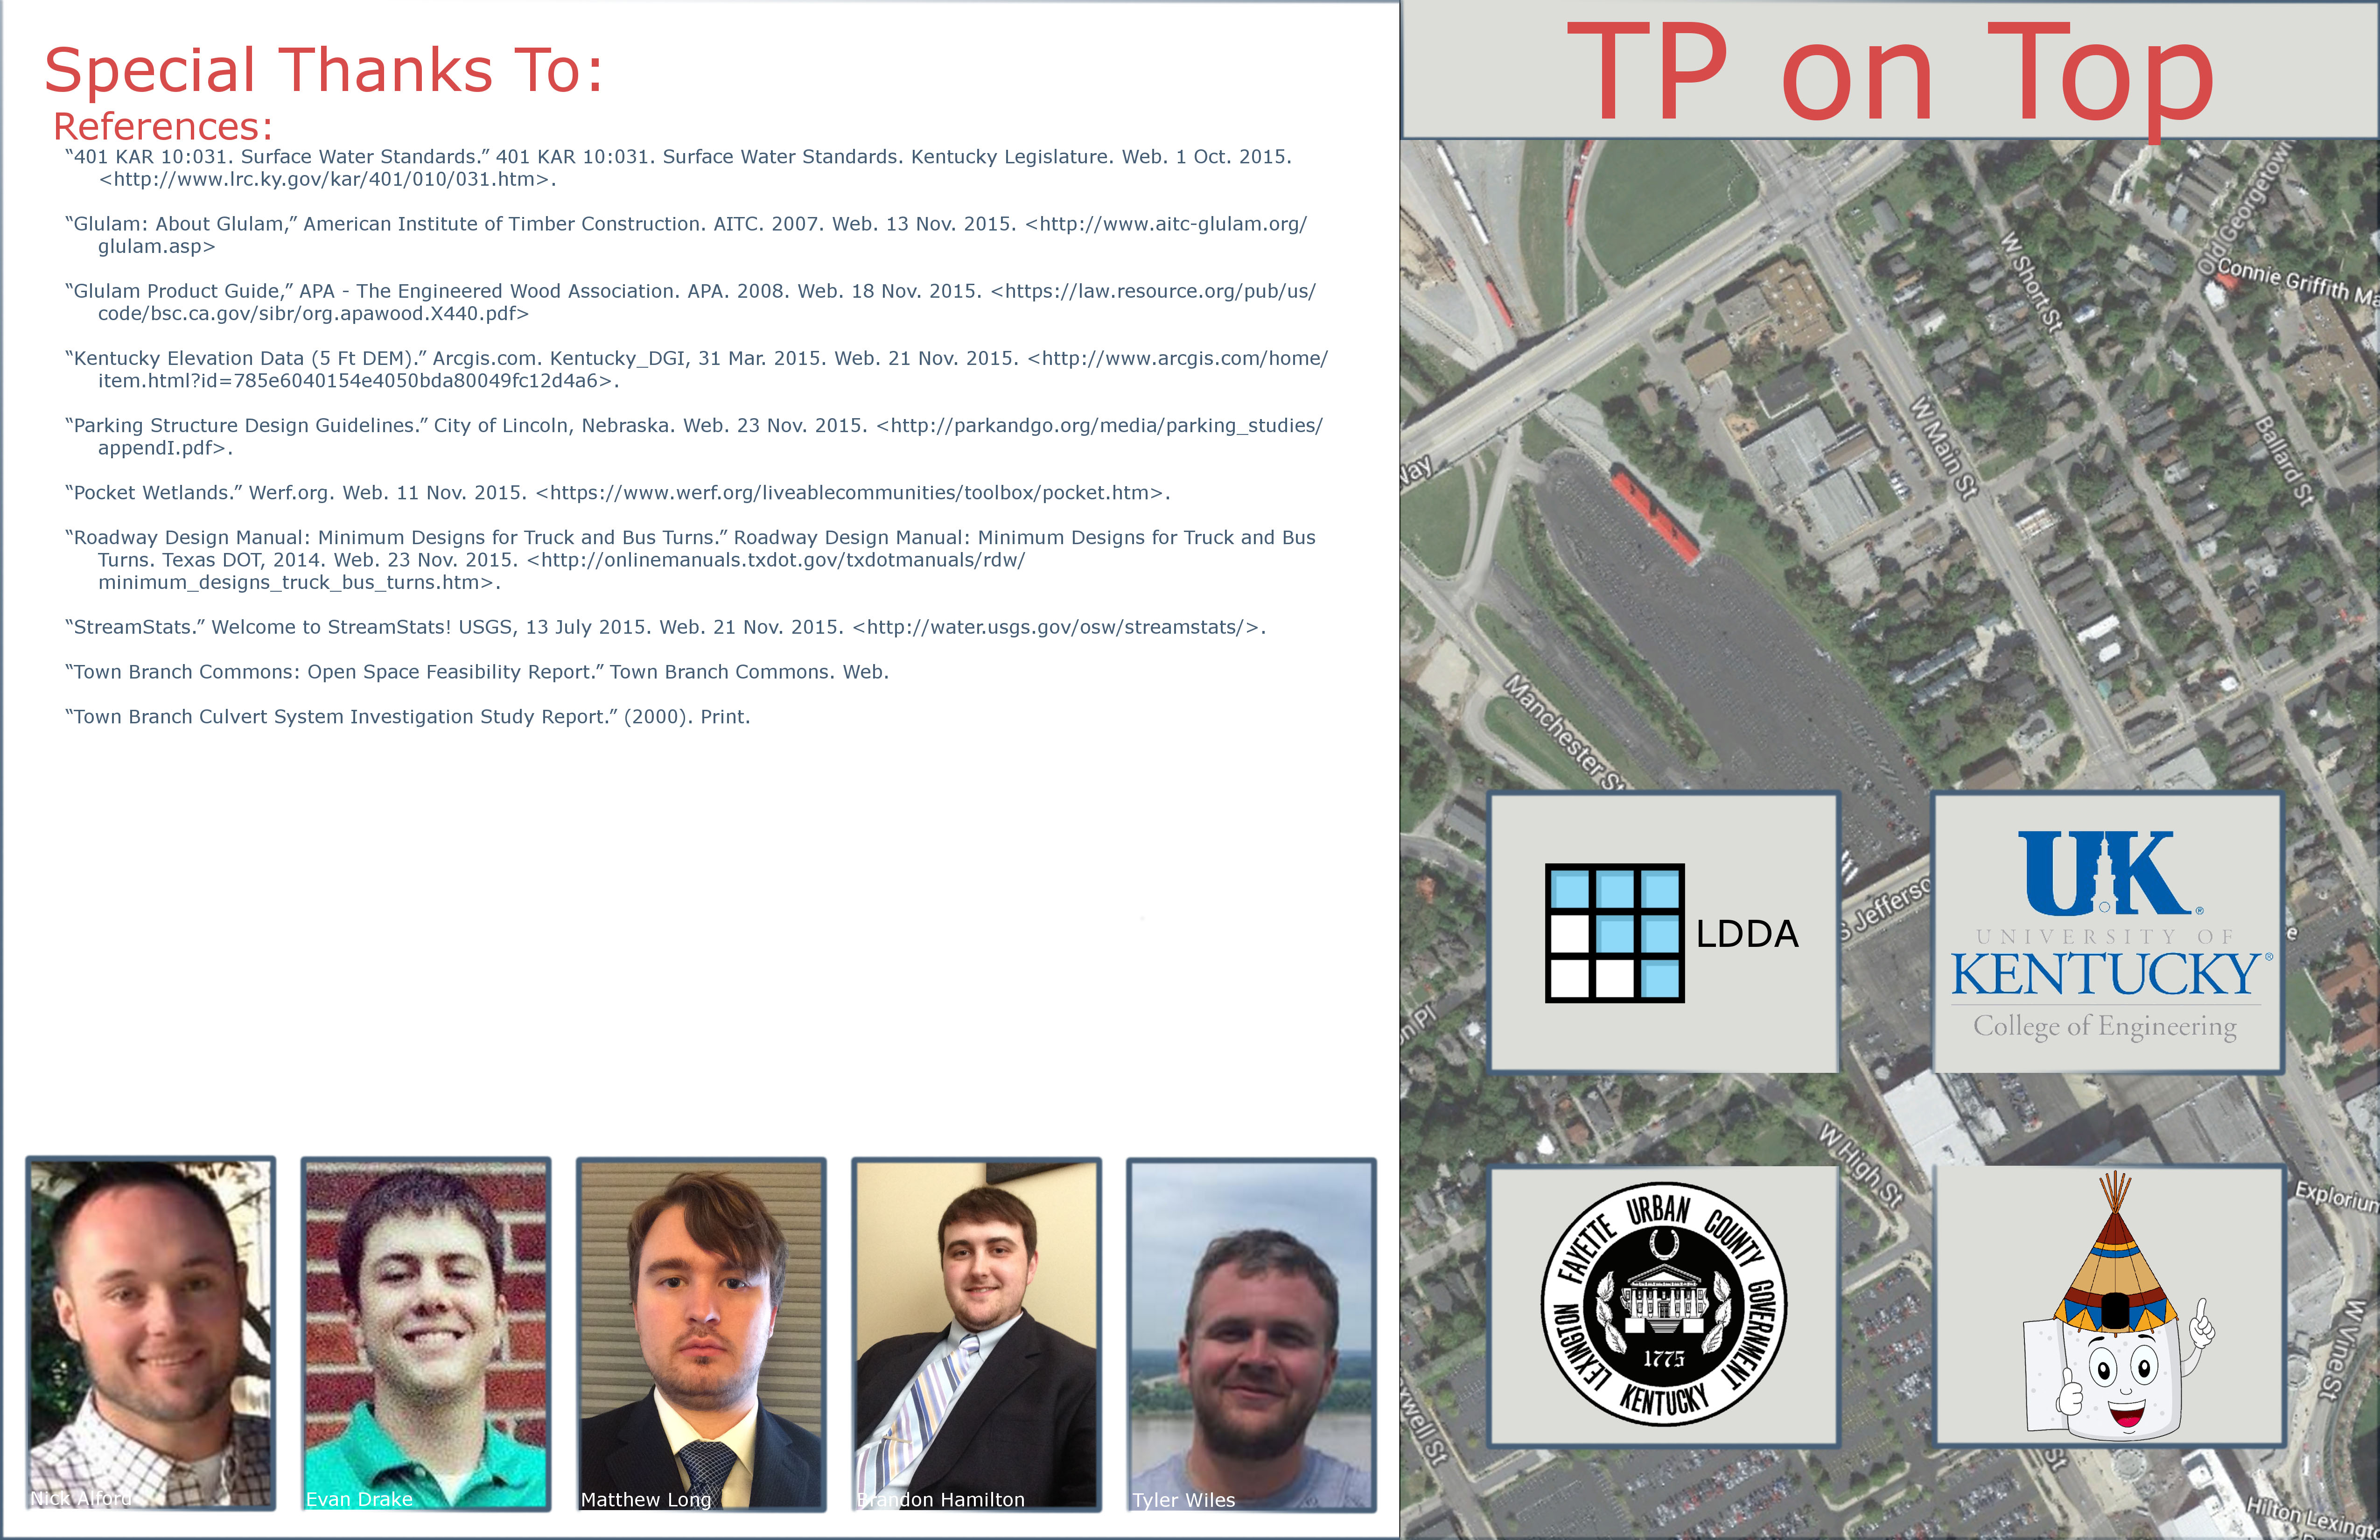 Special Thanks To:
References:
“401 KAR 10:031. Surface Water Standards.” 401 KAR 10:031. Surface Water Standards. Kentucky Legislature. Web. 1 Oct. 2015.
<http://www.lrc.ky.gov/kar/401/010/031.htm>.
“Glulam: About Glulam,” American Institute of Timber Construction. AITC. 2007. Web. 13 Nov. 2015. <http://www.aitc-glulam.org/
glulam.asp>
“Glulam Product Guide,” APA - The Engineered Wood Association. APA. 2008. Web. 18 Nov. 2015. <https://law.resource.org/pub/us/
code/bsc.ca.gov/sibr/org.apawood.X440.pdf>
“Kentucky Elevation Data (5 Ft DEM).” Arcgis.com. Kentucky_DGI, 31 Mar. 2015. Web. 21 Nov. 2015. <http://www.arcgis.com/home/
item.html?id=785e6040154e4050bda80049fc12d4a6>.
“Parking Structure Design Guidelines.” City of Lincoln, Nebraska. Web. 23 Nov. 2015. <http://parkandgo.org/media/parking_studies/
appendI.pdf>.
“Pocket Wetlands.” Werf.org. Web. 11 Nov. 2015. <https://www.werf.org/liveablecommunities/toolbox/pocket.htm>.
“Roadway Design Manual: Minimum Designs for Truck and Bus Turns.” Roadway Design Manual: Minimum Designs for Truck and Bus
Turns. Texas DOT, 2014. Web. 23 Nov. 2015. <http://onlinemanuals.txdot.gov/txdotmanuals/rdw/
minimum_designs_truck_bus_turns.htm>.
“StreamStats.” Welcome to StreamStats! USGS, 13 July 2015. Web. 21 Nov. 2015. <http://water.usgs.gov/osw/streamstats/>.
“Town Branch Commons: Open Space Feasibility Report.” Town Branch Commons. Web.
“Town Branch Culvert System Investigation Study Report.” (2000). Print.
Nick Alford
Evan Drake
Matthew Long
Brandon Hamilton
Tyler Wiles
TP on Top
Old Georgetown
W Short St
Connie Griffith Ma
W Main St
Ballard St
Way
Manchester St
S Jefferso
LDDA
UK®
UNIVERSITY OF
KENTUCKY®
College of Engineering
e
on Pl
W High St
Explorium
LEXINGTON FAYETTE URBAN COUNTY GOVERNMENT
1775
KENTUCKY
W Vine St
xwell St
St
Hilton Lexing